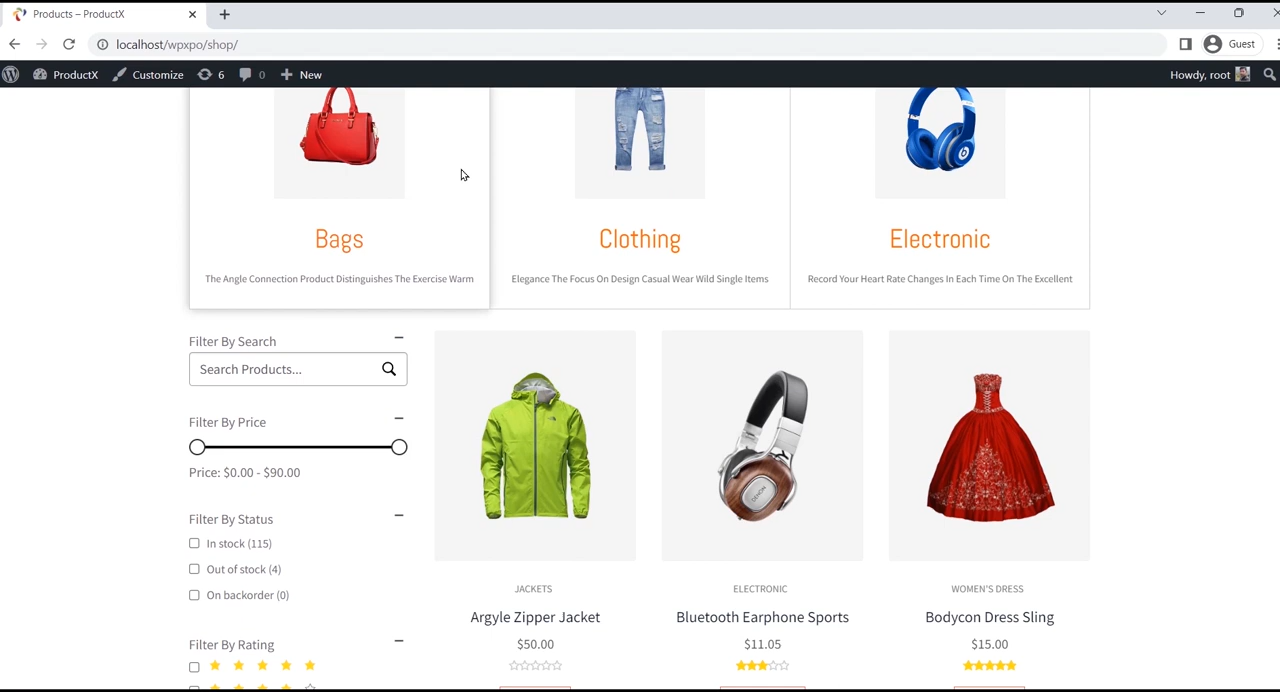 Products – ProductX
localhost/wpxpo/shop/
Guest
ProductX Customize 6 0 New
Howdy, root
Bags
Clothing
Electronic
The Angle Connection Product Distinguishes The Exercise Warm
Elegance The Focus On Design Casual Wear Wild Single Items
Record Your Heart Rate Changes In Each Time On The Excellent
Filter By Search
Search Products...
Filter By Price
Price: $0.00 - $90.00
Filter By Status
In stock (115)
Out of stock (4)
On backorder (0)
Filter By Rating
DENON
JACKETS
Argyle Zipper Jacket
$50.00
ELECTRONIC
Bluetooth Earphone Sports
$11.05
WOMEN'S DRESS
Bodycon Dress Sling
$15.00